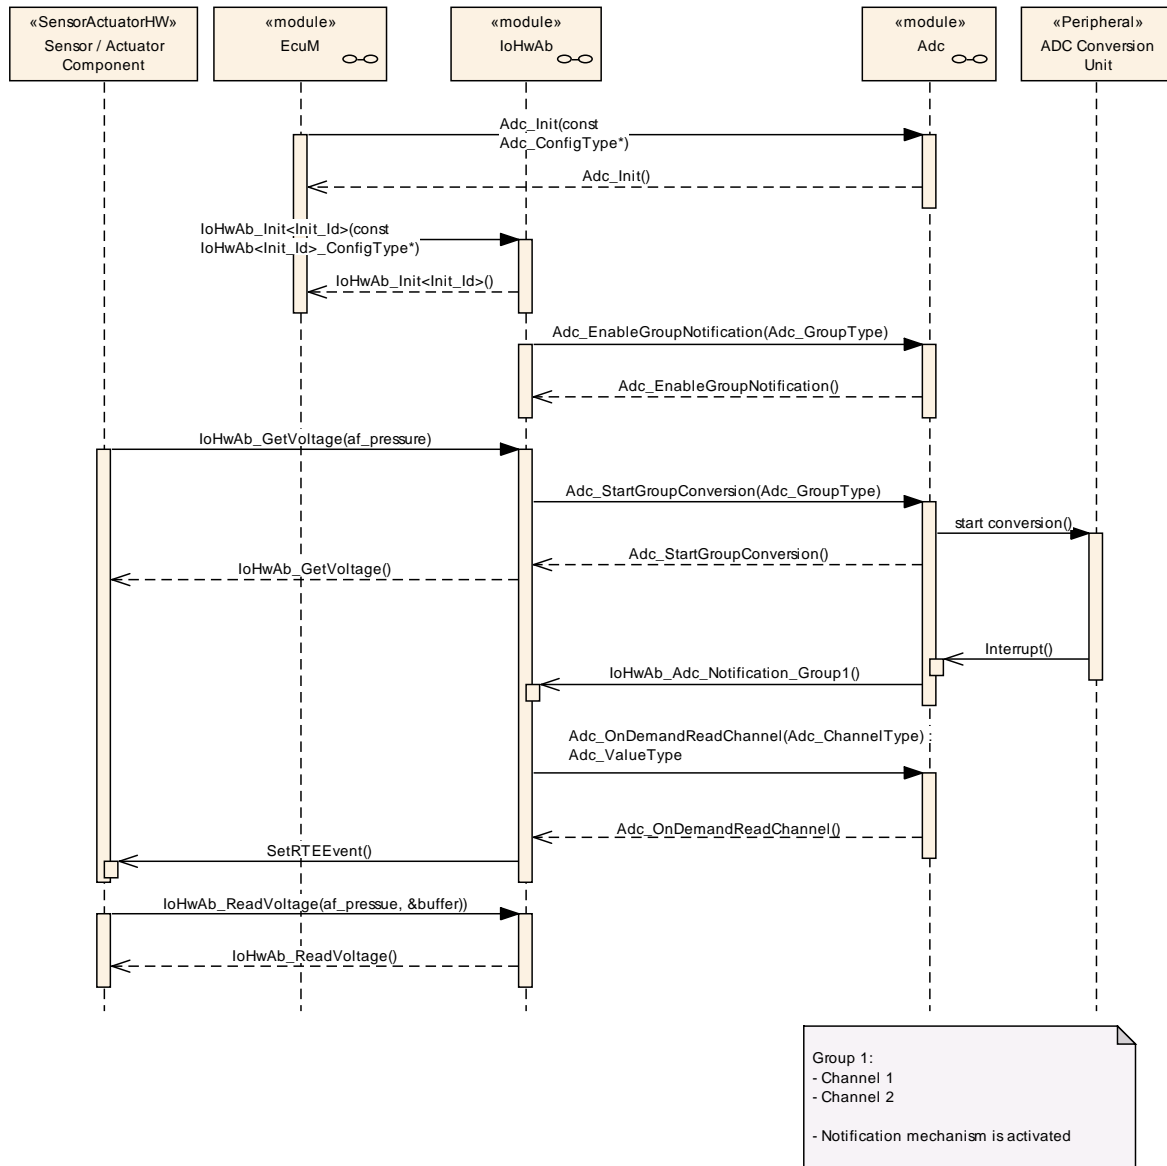 «SensorActuatorHW»
Sensor / Actuator
Component
«module»
EcuM
«module»
IoHwAb
«module»
Adc
«Peripheral»
ADC Conversion
Unit
Adc_Init(const
Adc_ConfigType*)
Adc_Init()
IoHwAb_Init<Init_Id>(const
IoHwAb<Init_Id>_ConfigType*)
IoHwAb_Init<Init_Id>()
Adc_EnableGroupNotification(Adc_GroupType)
Adc_EnableGroupNotification()
IoHwAb_GetVoltage(af_pressure)
Adc_StartGroupConversion(Adc_GroupType)
start conversion()
Adc_StartGroupConversion()
IoHwAb_GetVoltage()
Interrupt()
IoHwAb_Adc_Notification_Group1()
Adc_OnDemandReadChannel(Adc_ChannelType) :
Adc_ValueType
Adc_OnDemandReadChannel()
SetRTEEvent()
IoHwAb_ReadVoltage(af_pressue, &buffer))
IoHwAb_ReadVoltage()
Group 1:
- Channel 1
- Channel 2
- Notification mechanism is activated